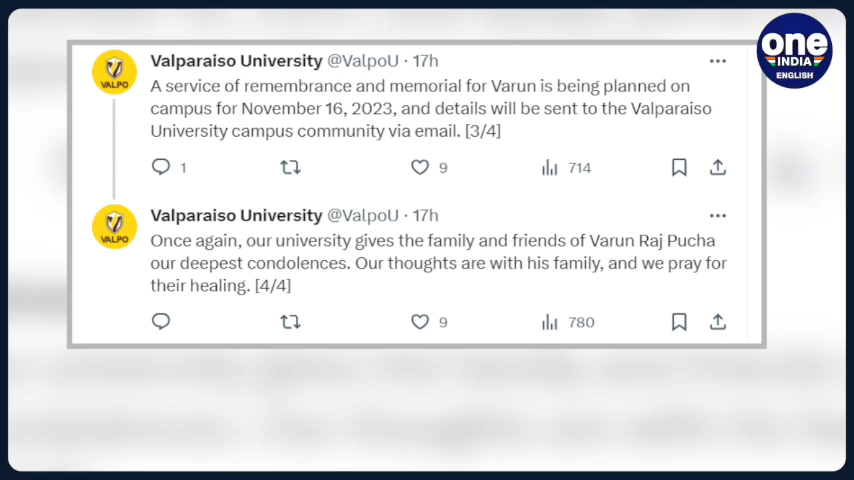 one
INDIA
ENGLISH
Valparaiso University @ValpoU · 17h
A service of remembrance and memorial for Varun is being planned on
campus for November 16, 2023, and details will be sent to the Valparaiso
University campus community via email. [3/4]
VALPO
1 9 714
Valparaiso University @ValpoU · 17h
Once again, our university gives the family and friends of Varun Raj Pucha
our deepest condolences. Our thoughts are with his family, and we pray for
their healing. [4/4]
VALPO
9 780